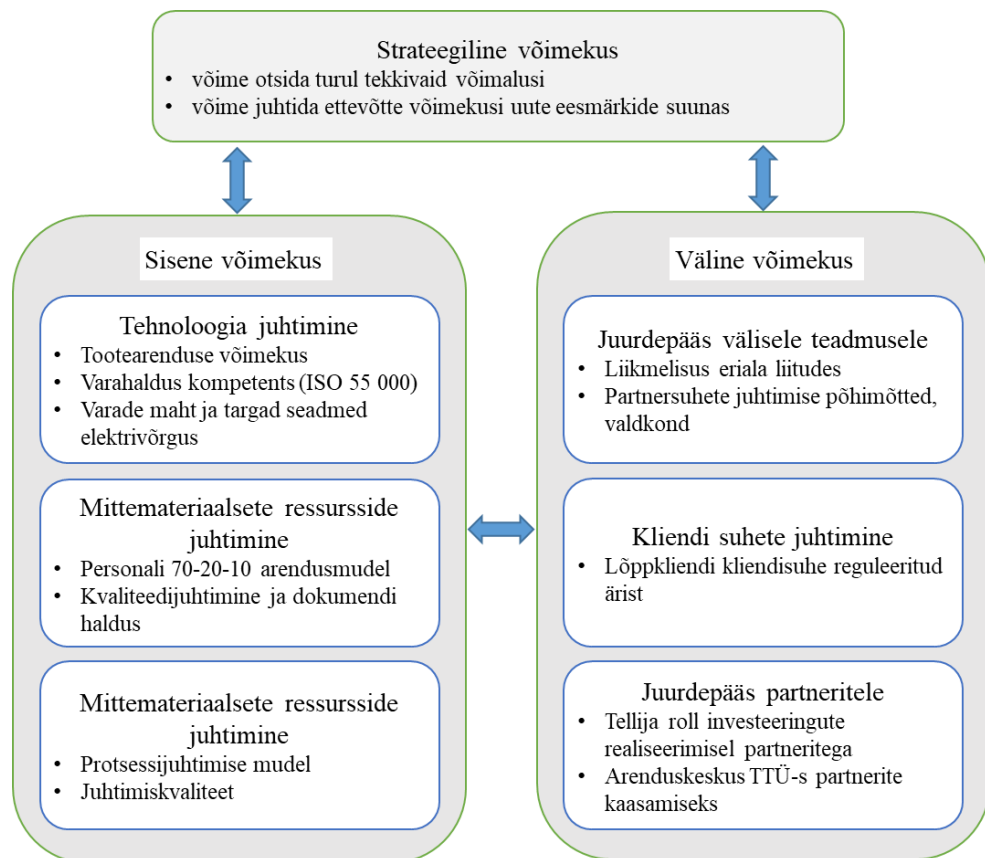 Strateegiline võimekus
• võime otsida turul tekkivaid võimalusi
• võime juhtida ettevõtte võimekusi uute eesmärkide suunas
Sisene võimekus
Tehnoloogia juhtimine
• Tootearenduse võimekus
• Varahaldus kompetents (ISO 55 000)
• Varade maht ja targad seadmed
elektrivõrgus
Mittemateriaalsete ressursside
juhtimine
• Personali 70-20-10 arendusmudel
• Kvaliteedijuhtimine ja dokumendi
haldus
Mittemateriaalsete ressursside
juhtimine
• Protsessijuhtimise mudel
• Juhtimiskvaliteet
Väline võimekus
Juurdepääs välisele teadmusele
• Liikmelisus eriala liitudes
• Partnersuhete juhtimise põhimõtted,
valdkond
Kliendi suhete juhtimine
• Lõppkliendi kliendisuhe reguleeritud
ärist
Juurdepääs partneritele
• Tellija roll investeeringute
realiseerimisel partneritega
• Arenduskeskus TTÜ-s partnerite
kaasamiseks